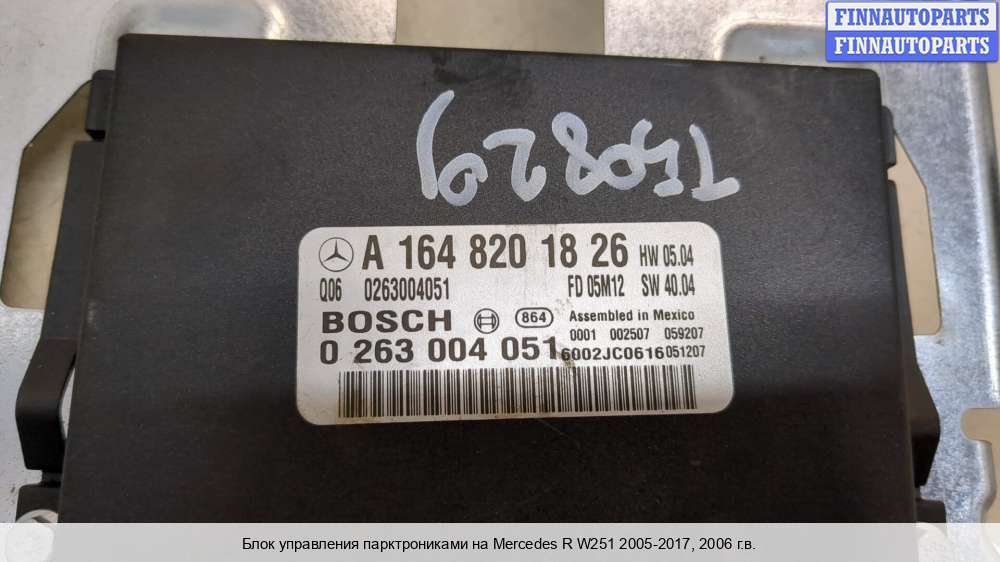 FINNAUTOPARTS
FINNAUTOPARTS
A 164 820 18 26 HW 05.04
Q06 0263004051 FD 05M12 SW 40.04
BOSCH 864 Assembled in Mexico
0001 002507 059207
0 263 004 051 6002JC0616 051207
Блок управления парктрониками на Mercedes R W251 2005-2017, 2006 г.в.